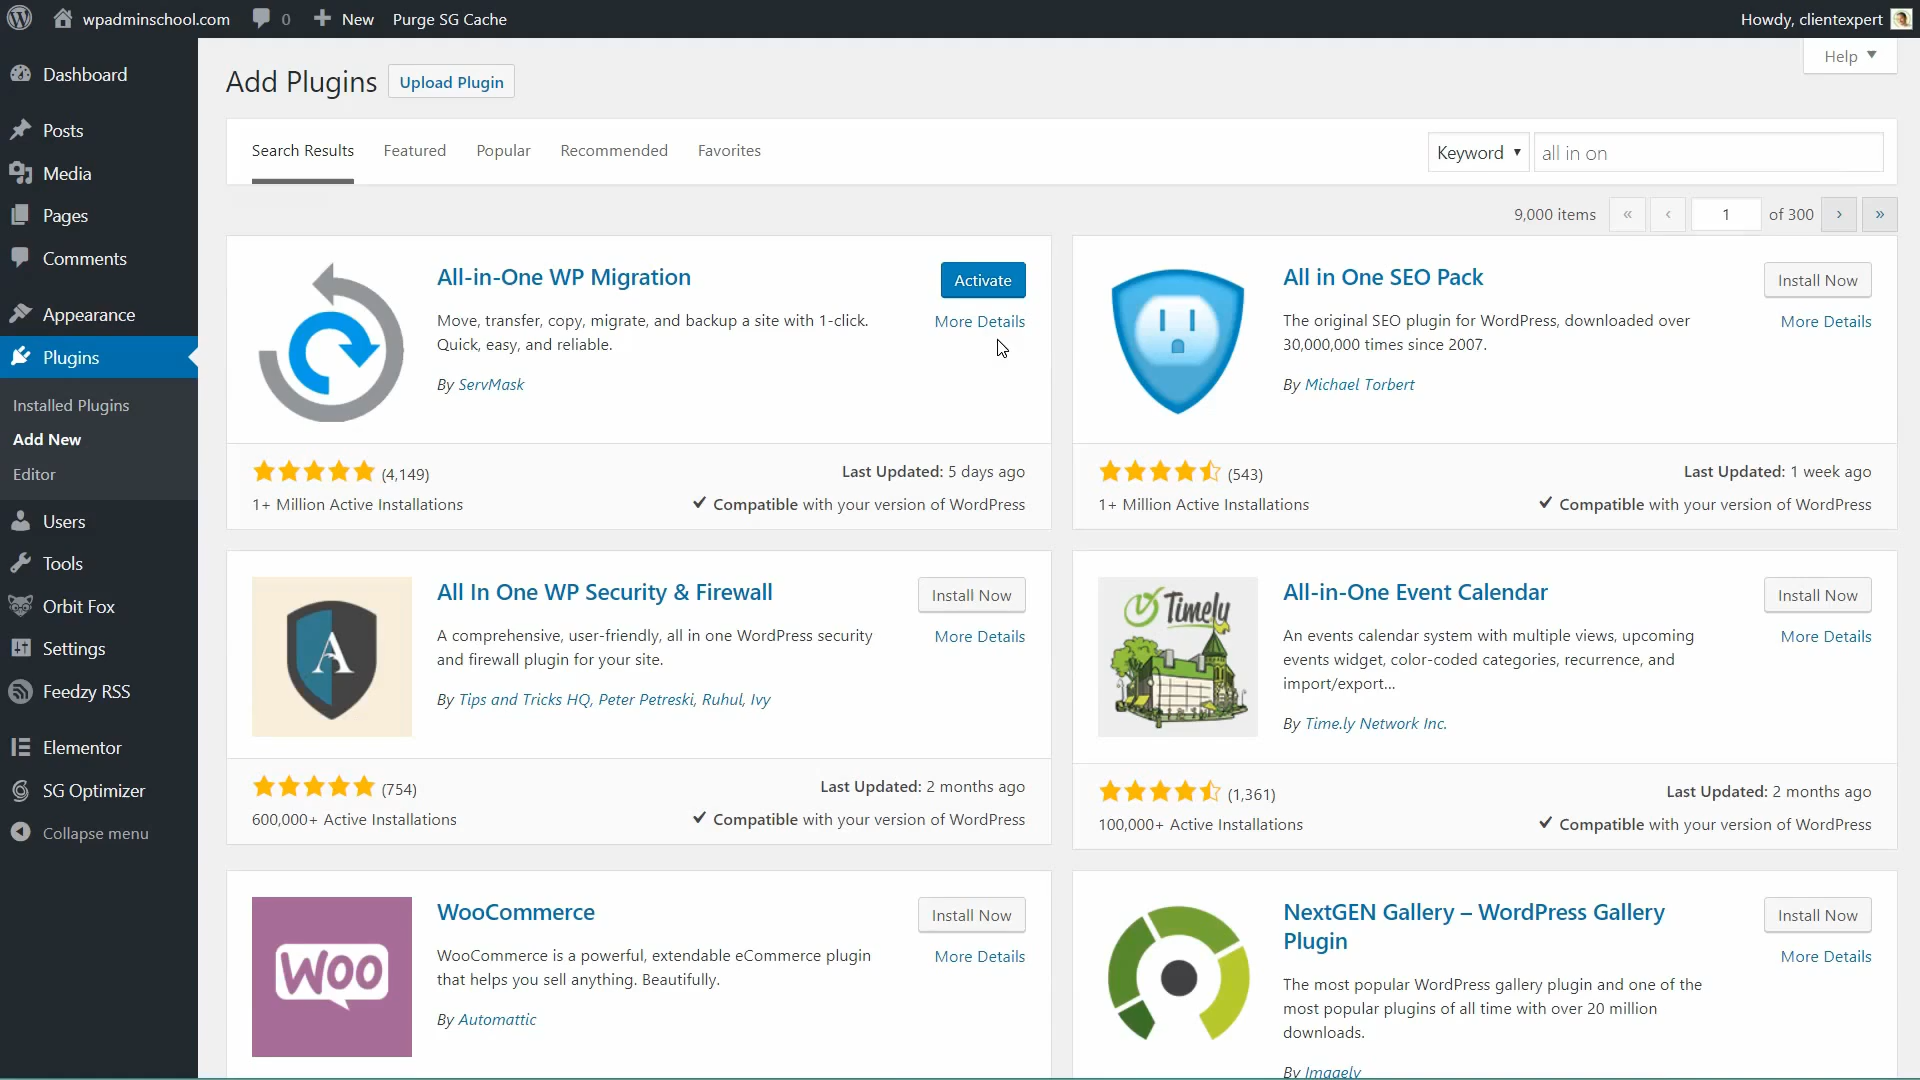 wpadminschool.com 0 New Purge SG Cache Howdy, clientexpert
Help
Dashboard
Posts
Media
Pages
Comments
Appearance
Plugins
Installed Plugins
Add New
Editor
Users
Tools
Orbit Fox
Settings
Feedzy RSS
Elementor
SG Optimizer
Collapse menu
Add Plugins Upload Plugin
Search Results Featured Popular Recommended Favorites Keyword all in on
9,000 items « ‹ 1 of 300 › »
All-in-One WP Migration Activate
Move, transfer, copy, migrate, and backup a site with 1-click. More Details
Quick, easy, and reliable.
By ServMask
(4,149) Last Updated: 5 days ago
1+ Million Active Installations Compatible with your version of WordPress
All in One SEO Pack Install Now
The original SEO plugin for WordPress, downloaded over More Details
30,000,000 times since 2007.
By Michael Torbert
(543) Last Updated: 1 week ago
1+ Million Active Installations Compatible with your version of WordPress
A
All In One WP Security & Firewall Install Now
A comprehensive, user-friendly, all in one WordPress security More Details
and firewall plugin for your site.
By Tips and Tricks HQ, Peter Petreski, Ruhul, Ivy
(754) Last Updated: 2 months ago
600,000+ Active Installations Compatible with your version of WordPress
Timely
All-in-One Event Calendar Install Now
An events calendar system with multiple views, upcoming More Details
events widget, color-coded categories, recurrence, and
import/export...
By Time.ly Network Inc.
(1,361) Last Updated: 2 months ago
100,000+ Active Installations Compatible with your version of WordPress
WOO
WooCommerce Install Now
WooCommerce is a powerful, extendable eCommerce plugin More Details
that helps you sell anything. Beautifully.
By Automattic
NextGEN Gallery – WordPress Gallery Install Now
Plugin More Details
The most popular WordPress gallery plugin and one of the
most popular plugins of all time with over 20 million
downloads.
By Imagely